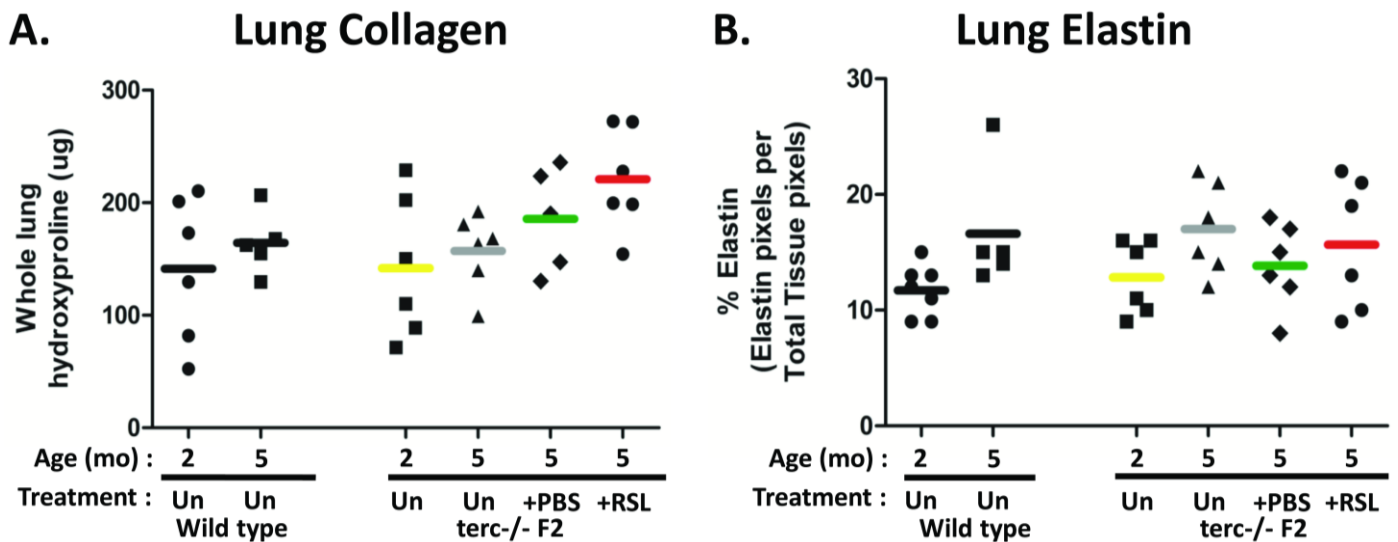 A.
Lung Collagen
Whole lung
hydroxyproline (ug)
300
200
100
0
Age (mo) : 2 5 2 5 5 5
Treatment : Un Un Un Un +PBS +RSL
Wild type terc-/- F2
B.
Lung Elastin
% Elastin
(Elastin pixels per
Total Tissue pixels)
30
20
10
0
Age (mo) : 2 5 2 5 5 5
Treatment : Un Un Un Un +PBS +RSL
Wild type terc-/- F2